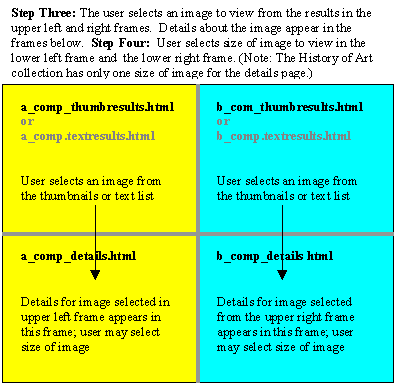 Step Three: The user selects an image to view from the results in the
upper left and right frames. Details about the image appear in the
frames below. Step Four: User selects size of image to view in the
lower left frame and the lower right frame. (Note: The History of Art
collection has only one size of image for the details page.)
a_comp_thumbresults.html
or
a_comp.textresults.html
User selects an image from
the thumbnails or text list
b_com_thumbresults.html
or
b_comp.textresults.html
User selects an image from
the thumbnails or text list
a_comp_details.html
Details for image selected in
upper left frame appears in
this frame; user may select
size of image
b_comp_details html
Details for image selected
from the upper right frame
appears in this frame; user
may select size of image